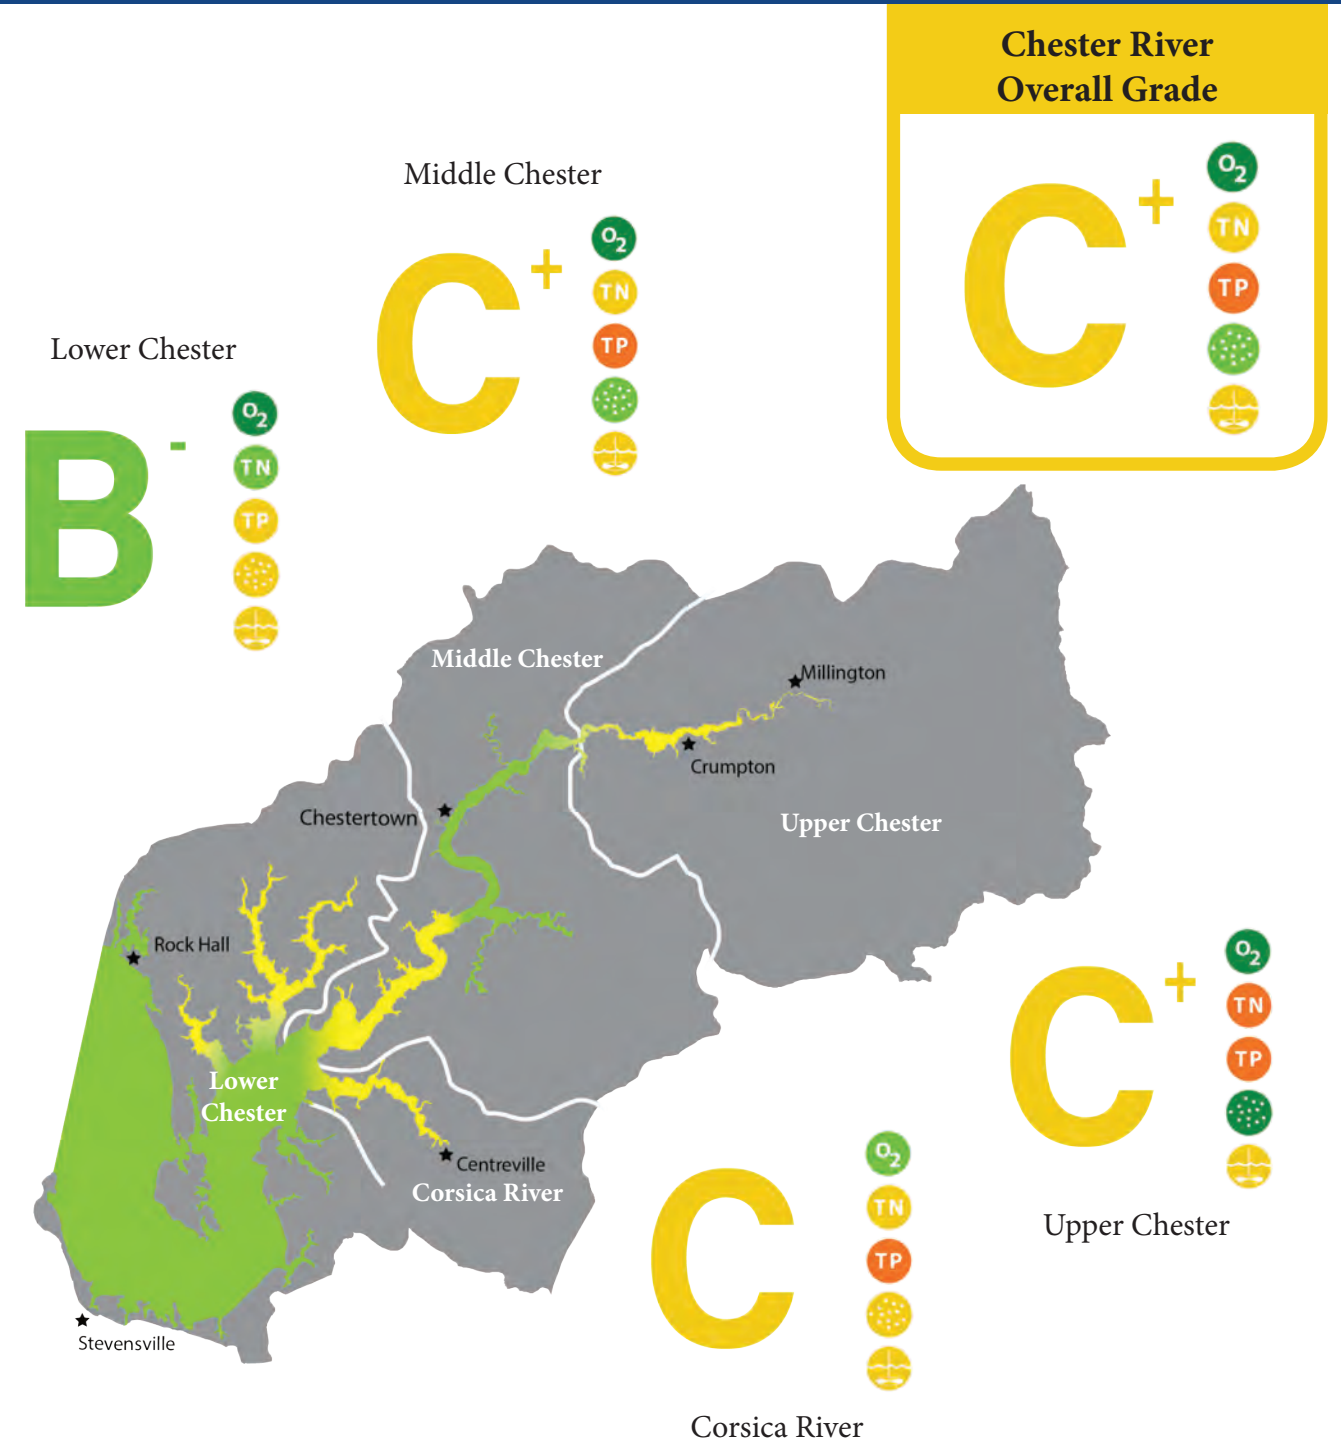 Chester River
Overall Grade
C+
O2
TN
TP
Middle Chester
C+
O2
TN
TP
Lower Chester
B-
O2
TN
TP
Middle Chester
Millington
Crumpton
Chestertown
Upper Chester
Rock Hall
Lower
Chester
Centreville
Corsica River
Stevensville
C+
O2
TN
TP
Upper Chester
C
O2
TN
TP
Corsica River